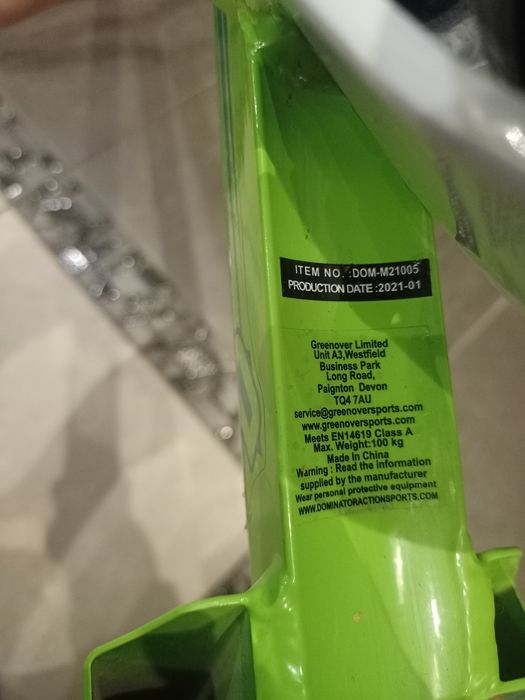 ITEM NO. :DOM-M21005
PRODUCTION DATE :2021-01
Greenover Limited
Unit A3,Westfield
Business Park
Long Road,
Paignton Devon
TQ4 7AU
service@greenoversports.com
www.greenoversports.com
Meets EN14619 Class A
Max. Weight:100 kg
Made In China
Warning : Read the information
supplied by the manufacturer
Wear personal protective equipment
WWW.DOMINATORACTIONSPORTS.COM